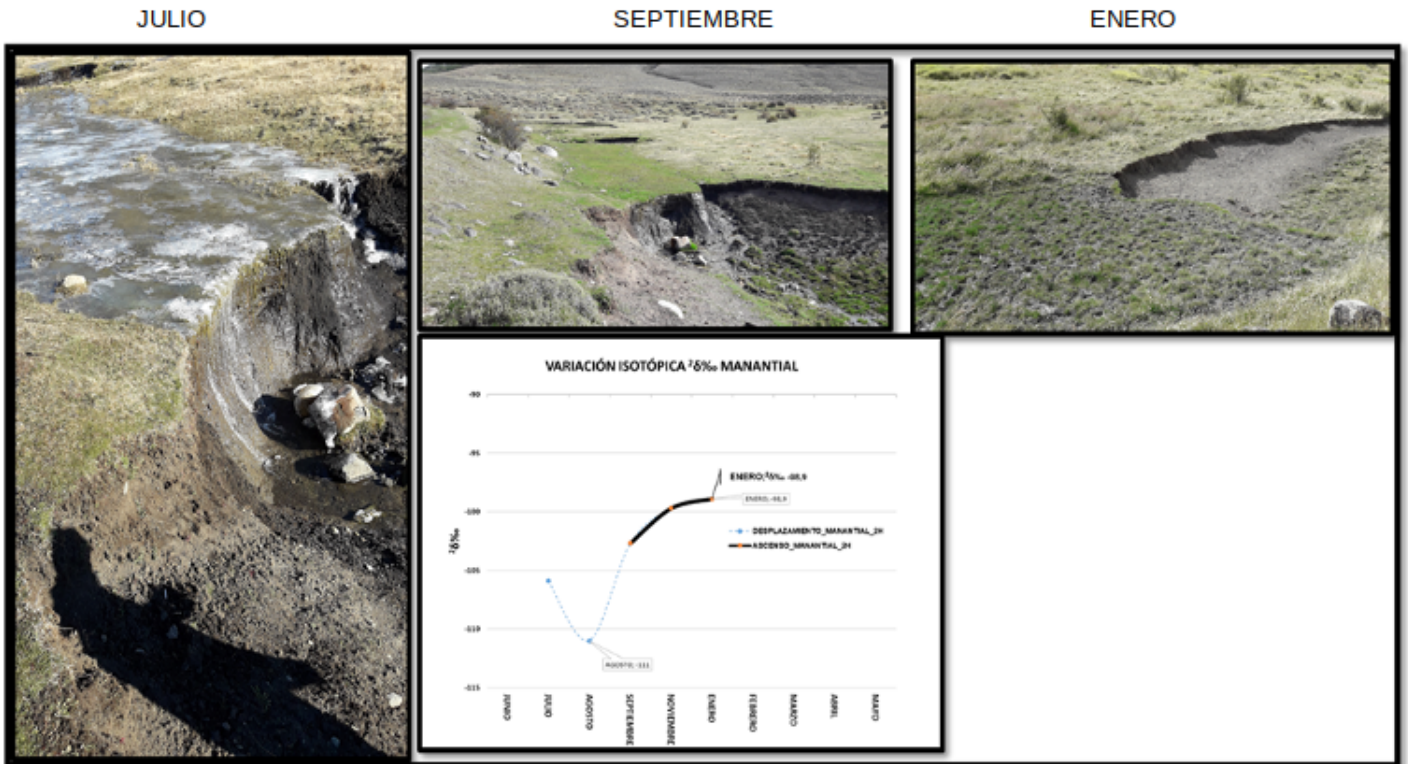 JULIO
SEPTIEMBRE
ENERO
VARIACIÓN ISOTÓPICA ²δ‰ MANANTIAL
-90
-95
-100
-105
-110
-115
²δ‰
ENERO;²δ‰ -98,9
ENERO; -98,9
DESPLAZAMIENTO_MANANTIAL_2H
ASCENSO_MANANTIAL_2H
AGOSTO; -111
JUNIO
JULIO
AGOSTO
SEPTIEMBRE
NOVIEMBRE
ENERO
FEBRERO
MARZO
ABRIL
MAYO